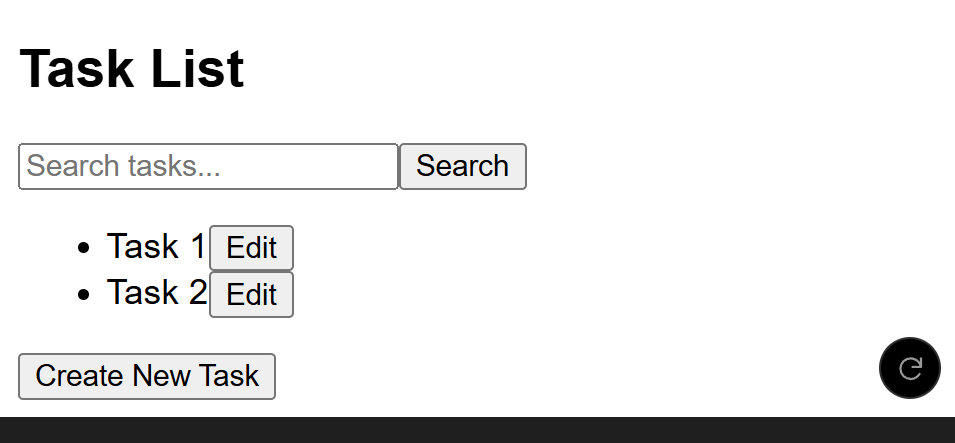 Task List
Search tasks... Search
Task 1 Edit
Task 2 Edit
Create New Task